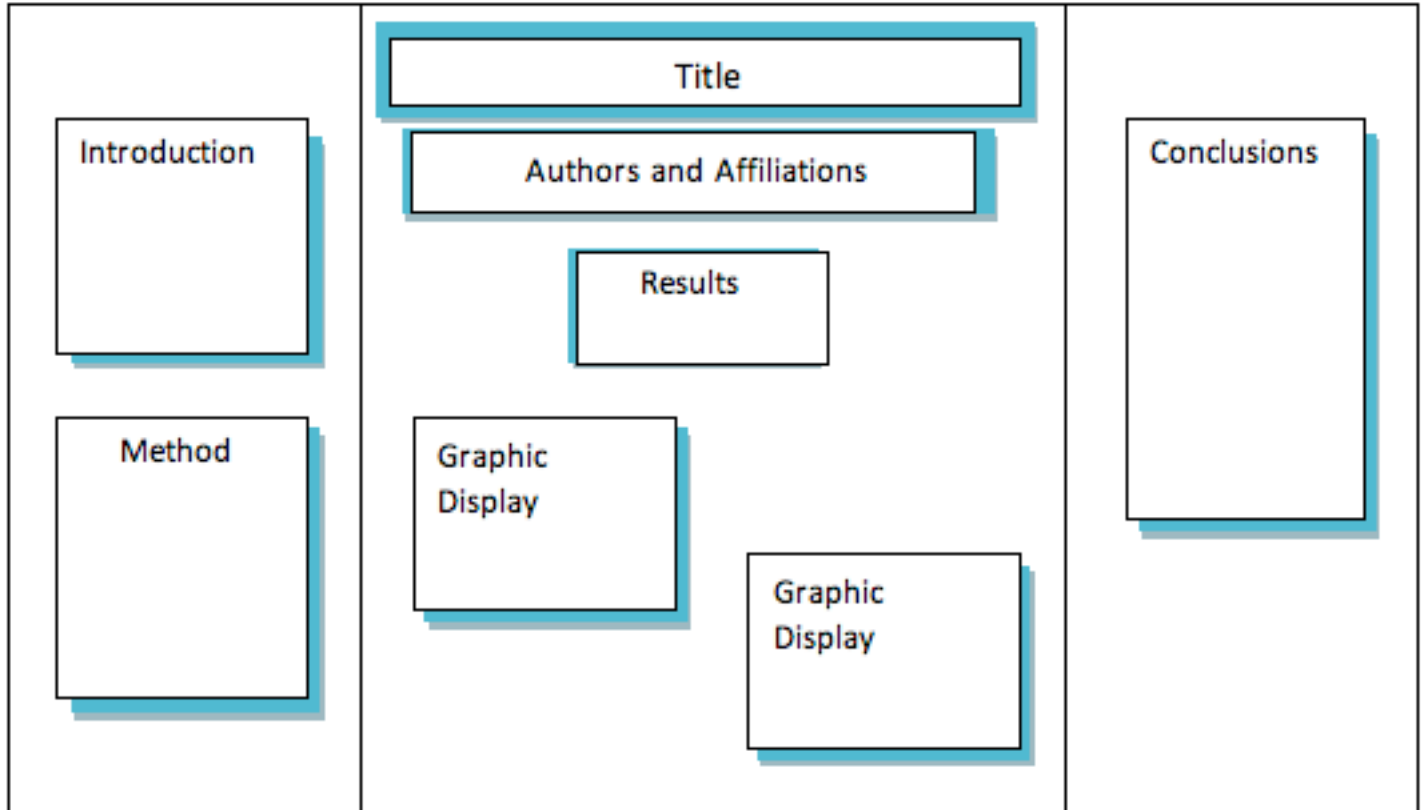 Title
Authors and Affiliations
Introduction
Method
Results
Graphic
Display
Graphic
Display
Conclusions